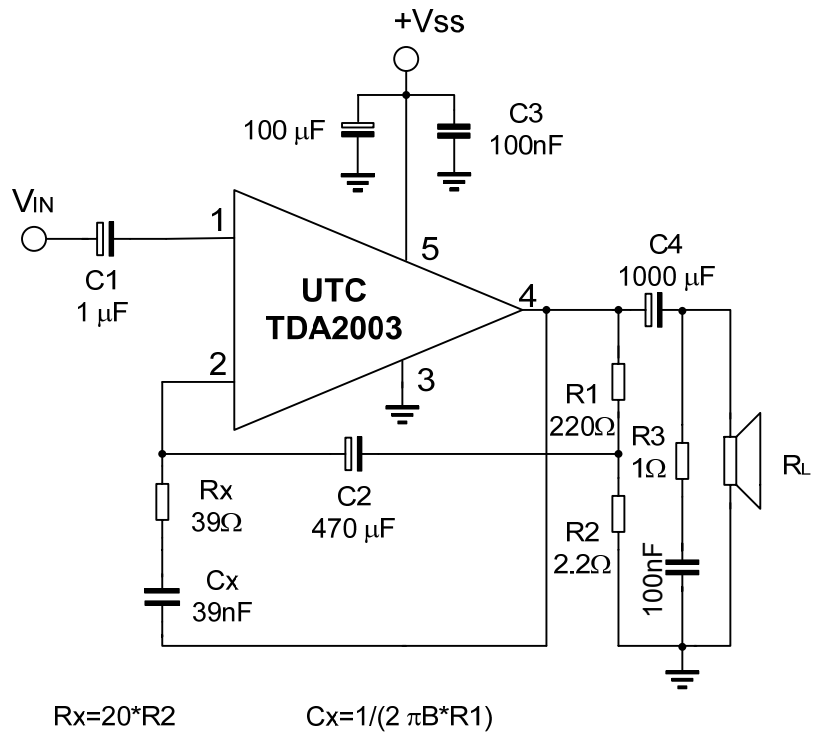 +Vss
100 µF
C3
100nF
VIN
C1
1 µF
1
5
UTC
TDA2003
4
C4
1000 µF
2
3
R1
220Ω
R3
1Ω
RL
Rx
39Ω
C2
470 µF
R2
2.2Ω
100nF
Cx
39nF
Rx=20*R2
Cx=1/(2 πB*R1)